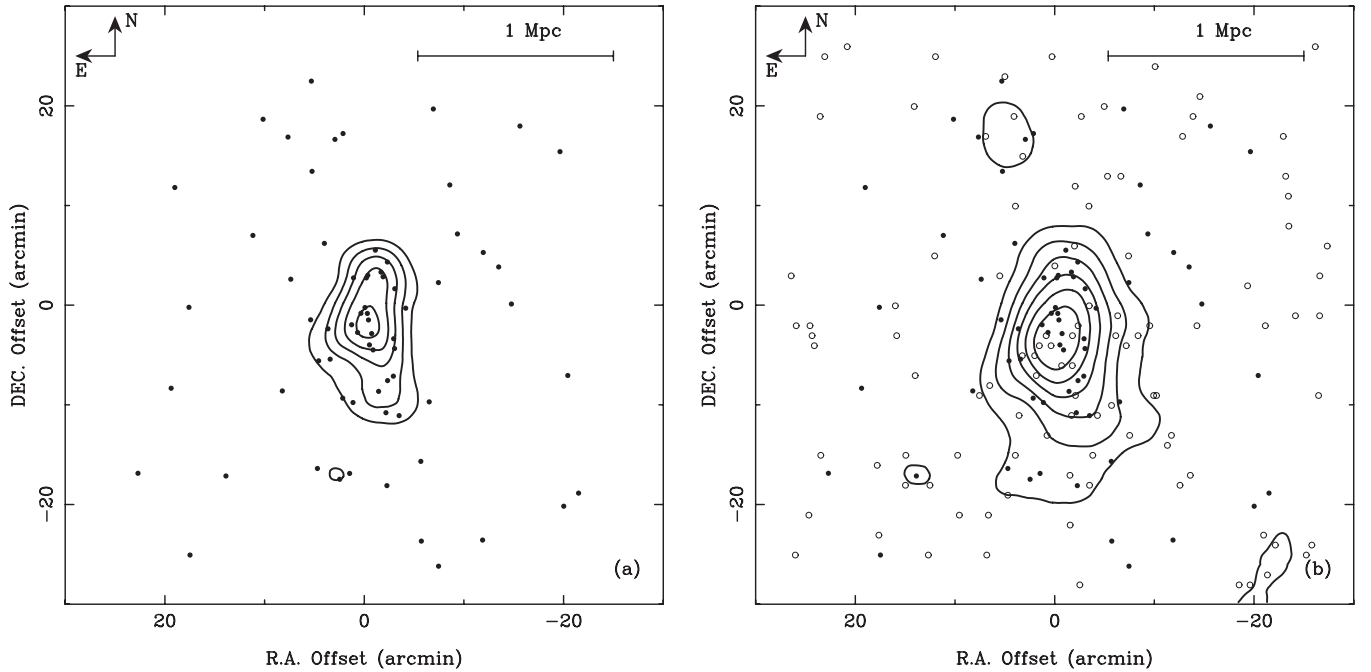 N
E
1 Mpc
20
0
−20
DEC. Offset (arcmin)
20
0
−20
R.A. Offset (arcmin)
(a)
N
E
1 Mpc
20
0
−20
DEC. Offset (arcmin)
20
0
−20
R.A. Offset (arcmin)
(b)